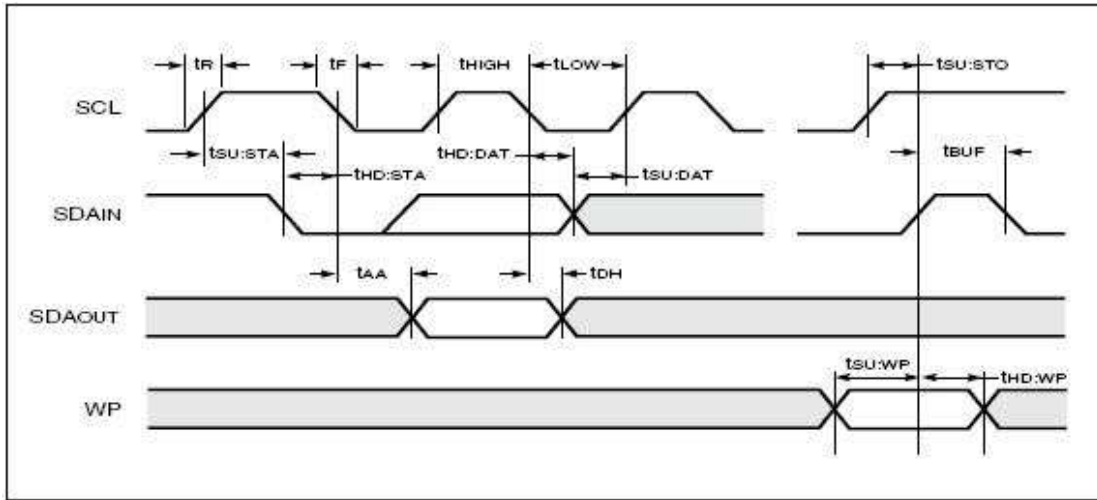 tR tF tHIGH tLOW tSU:STO
SCL
tSU:STA tHD:STA tHD:DAT tSU:DAT tBUF
SDAIN
tAA tDH
SDAOUT
tSU:WP tHD:WP
WP